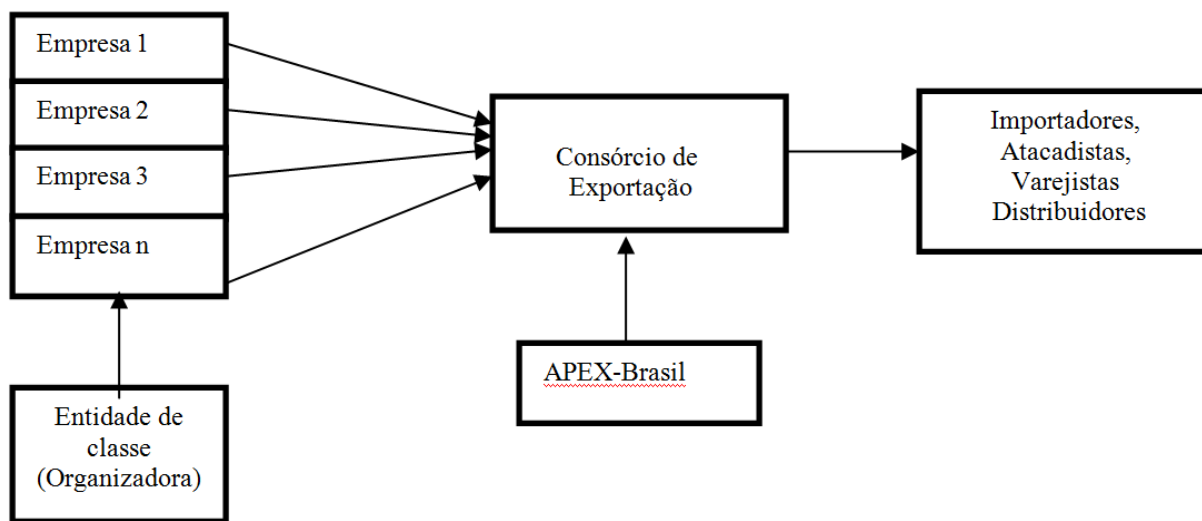 Empresa 1
Empresa 2
Empresa 3
Empresa n
Entidade de
classe
(Organizadora)
Consórcio de
Exportação
APEX-Brasil
Importadores,
Atacadistas,
Varejistas
Distribuidores